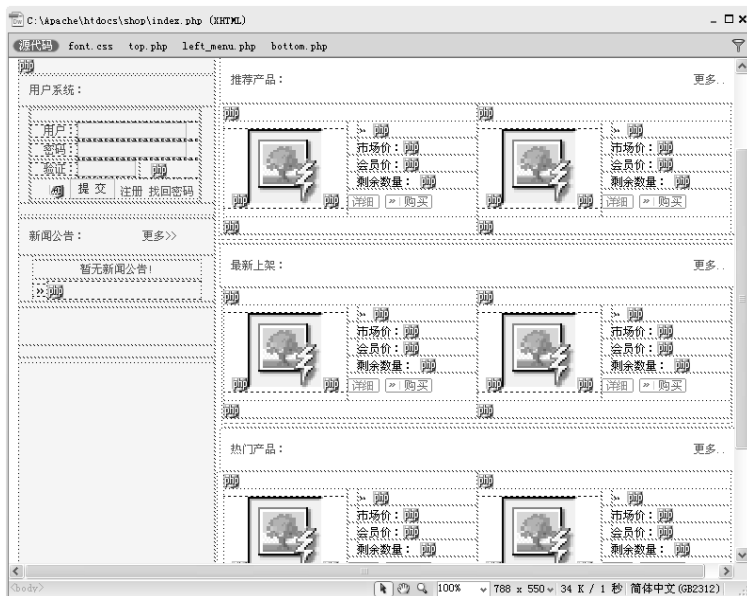 C:\Apache\htdocs\shop\index.php (XHTML)
源代码 font.css top.php left_menu.php bottom.php
用户系统：
用户：
密码：
验证：
提 交 注册 找回密码
新闻公告： 更多>>
暂无新闻公告!
»
推荐产品： 更多..
市场价：
会员价：
剩余数量：
详细 » 购买
市场价：
会员价：
剩余数量：
详细 » 购买
最新上架： 更多..
市场价：
会员价：
剩余数量：
详细 » 购买
市场价：
会员价：
剩余数量：
详细 » 购买
热门产品： 更多..
市场价：
会员价：
剩余数量：
市场价：
会员价：
剩余数量：
<body> 100% 788 x 550 34 K / 1 秒 简体中文(GB2312)